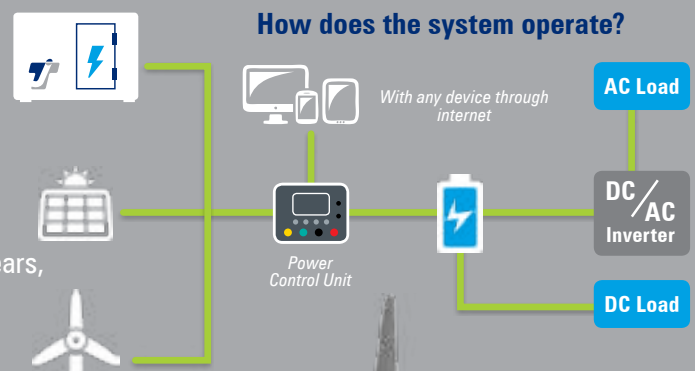 How does the system operate?
With any device through
internet
AC Load
DC/AC
Inverter
Power
Control Unit
ears,
DC Load